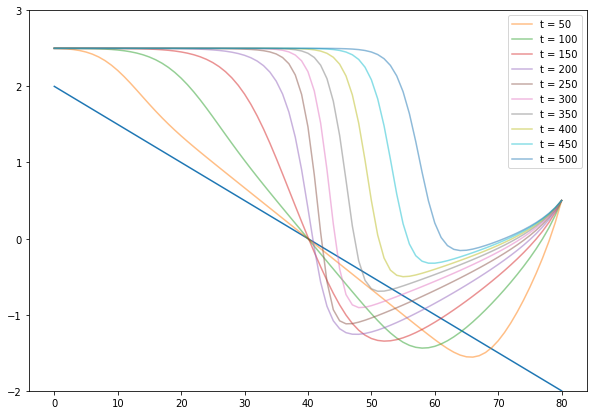 3
2
1
0
−1
−2
0 10 20 30 40 50 60 70 80
t = 50
t = 100
t = 150
t = 200
t = 250
t = 300
t = 350
t = 400
t = 450
t = 500